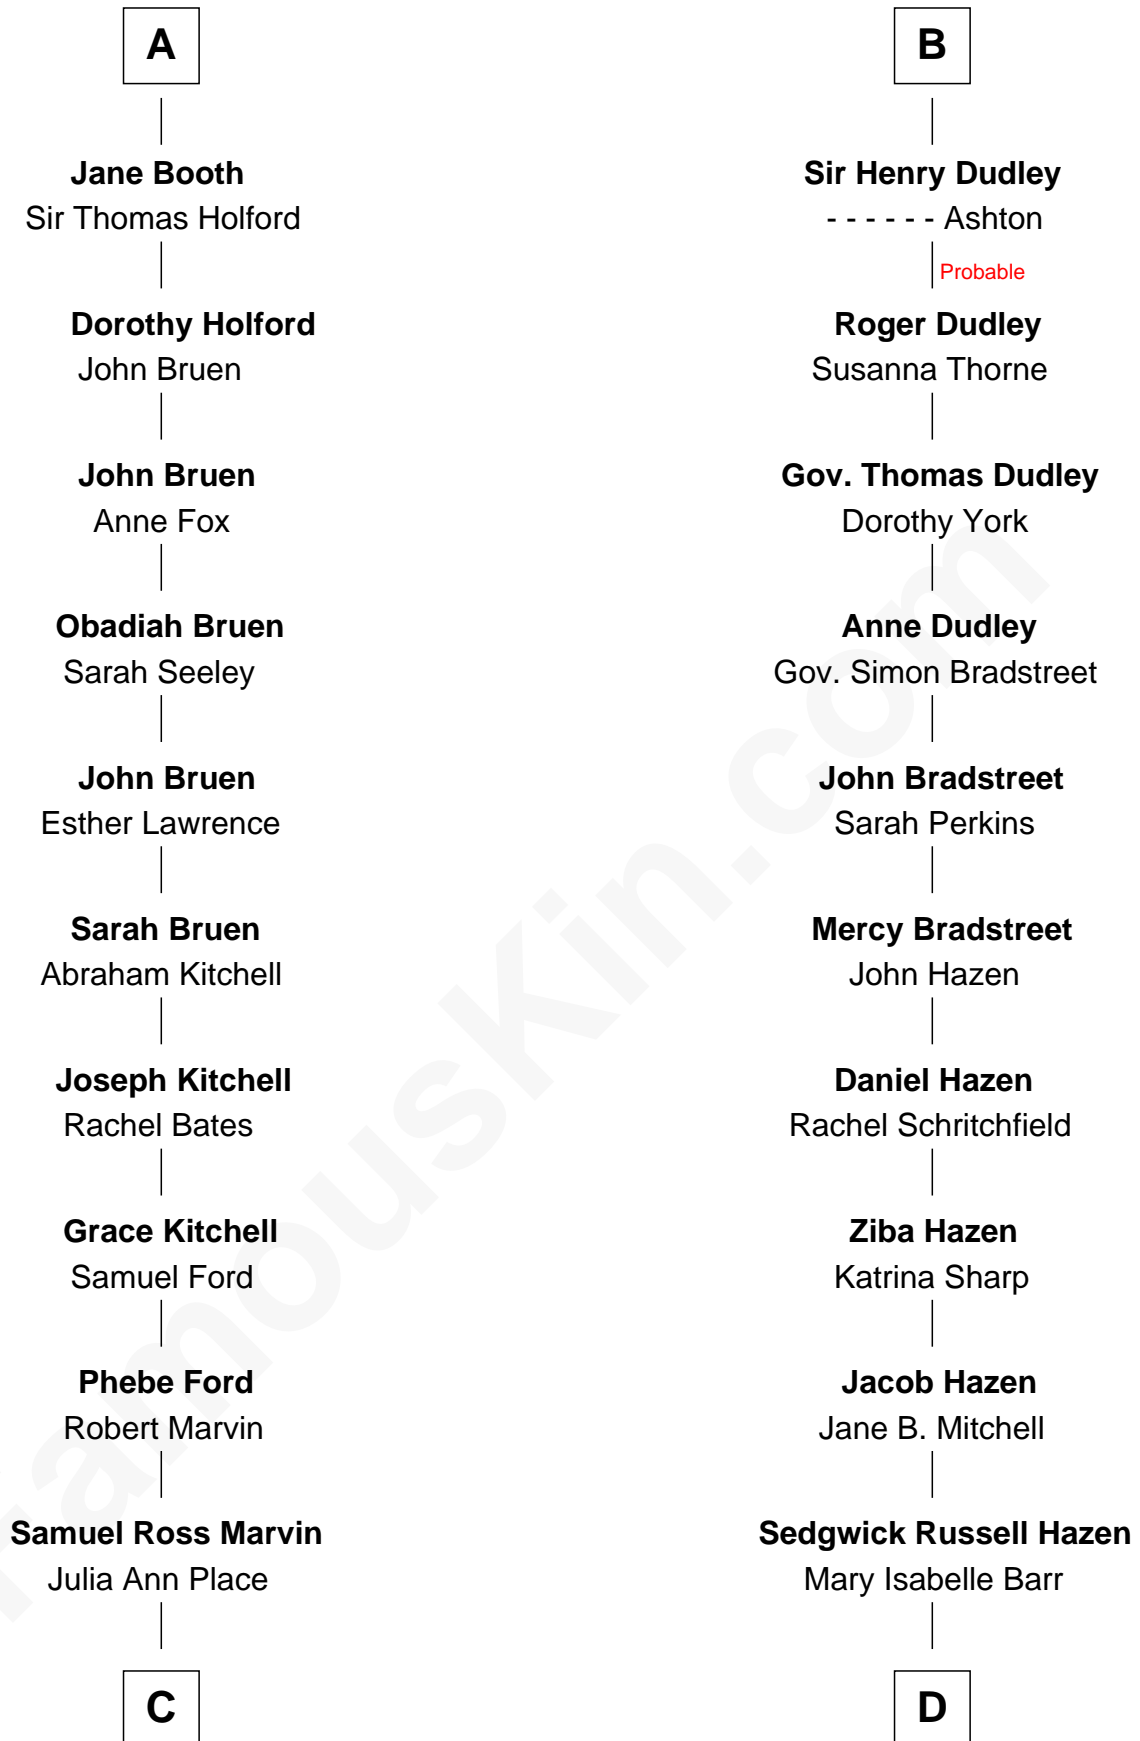 A
Jane Booth
Sir Thomas Holford
Dorothy Holford
John Bruen
John Bruen
Anne Fox
Obadiah Bruen
Sarah Seeley
John Bruen
Esther Lawrence
Sarah Bruen
Abraham Kitchell
Joseph Kitchell
Rachel Bates
Grace Kitchell
Samuel Ford
Phebe Ford
Robert Marvin
Samuel Ross Marvin
Julia Ann Place
C
B
Sir Henry Dudley
- - - - - - Ashton
Probable
Roger Dudley
Susanna Thorne
Gov. Thomas Dudley
Dorothy York
Anne Dudley
Gov. Simon Bradstreet
John Bradstreet
Sarah Perkins
Mercy Bradstreet
John Hazen
Daniel Hazen
Rachel Schritchfield
Ziba Hazen
Katrina Sharp
Jacob Hazen
Jane B. Mitchell
Sedgwick Russell Hazen
Mary Isabelle Barr
D
FamousKin.com